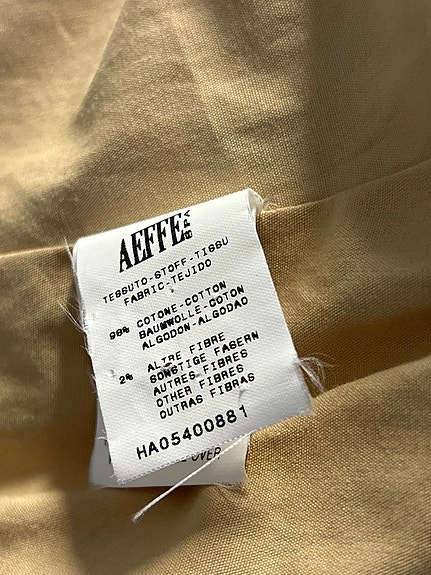 AEFFE SPA
TESSUTO-STOFF-TISSU
FABRIC-TEJIDO
98% COTONE-COTTON
BAUMWOLLE-COTON
ALGODON-ALGODAO
2% ALTRE FIBRE
SONSTIGE FASERN
AUTRES FIBRES
OTHER FIBRES
OUTRAS FIBRAS
HA05400881
OVER